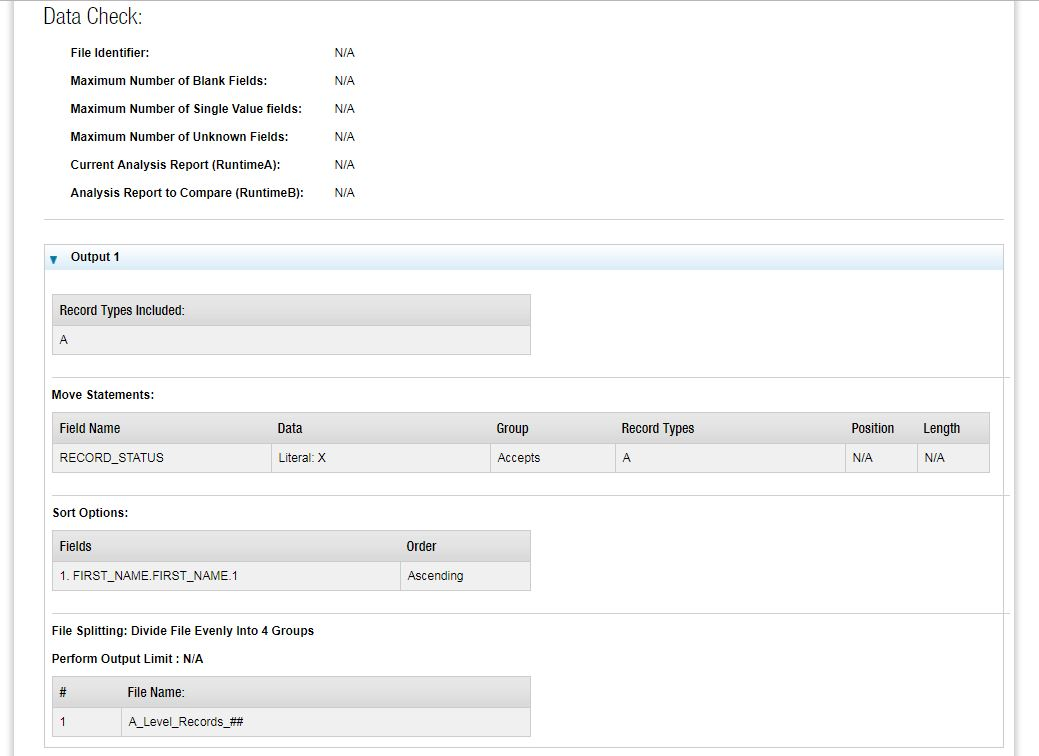 Data Check:
File Identifier: N/A
Maximum Number of Blank Fields: N/A
Maximum Number of Single Value fields: N/A
Maximum Number of Unknown Fields: N/A
Current Analysis Report (RuntimeA): N/A
Analysis Report to Compare (RuntimeB): N/A
Output 1
Record Types Included:
A
Move Statements:
Field Name Data Group Record Types Position Length
RECORD_STATUS Literal: X Accepts A N/A N/A
Sort Options:
Fields Order
1. FIRST_NAME.FIRST_NAME.1 Ascending
File Splitting: Divide File Evenly Into 4 Groups
Perform Output Limit : N/A
# File Name:
1 A_Level_Records_##